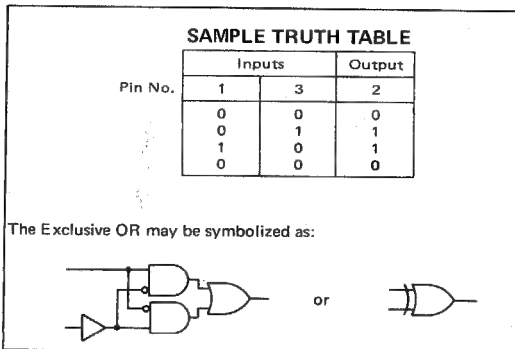 SAMPLE TRUTH TABLE
Inputs Output
Pin No. 1 3 2
0 0 0
0 1 1
1 0 1
0 0 0
The Exclusive OR may be symbolized as:
or